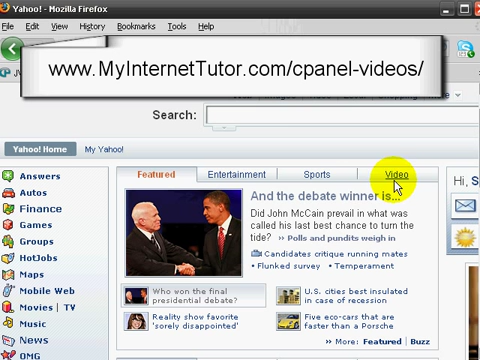 Yahoo! - Mozilla Firefox
File Edit View History Bookmarks Tools Help
www.MyInternetTutor.com/cpanel-videos/
Search:
Yahoo! Home My Yahoo!
Featured Entertainment Sports Video
Hi, S
Answers
Autos
Finance
Games
Groups
HotJobs
Maps
Mobile Web
Movies | TV
Music
News
OMG
And the debate winner is...
Did John McCain prevail in what was
called his last best chance to turn the
tide? » Polls and pundits weigh in
Candidates critique running mates
• Flunked survey • Temperament
Who won the final
presidential debate?
U.S. cities best insulated
in case of recession
Reality show favorite
'sorely disappointed'
Five eco-cars that are
faster than a Porsche
» More: Featured | Buzz